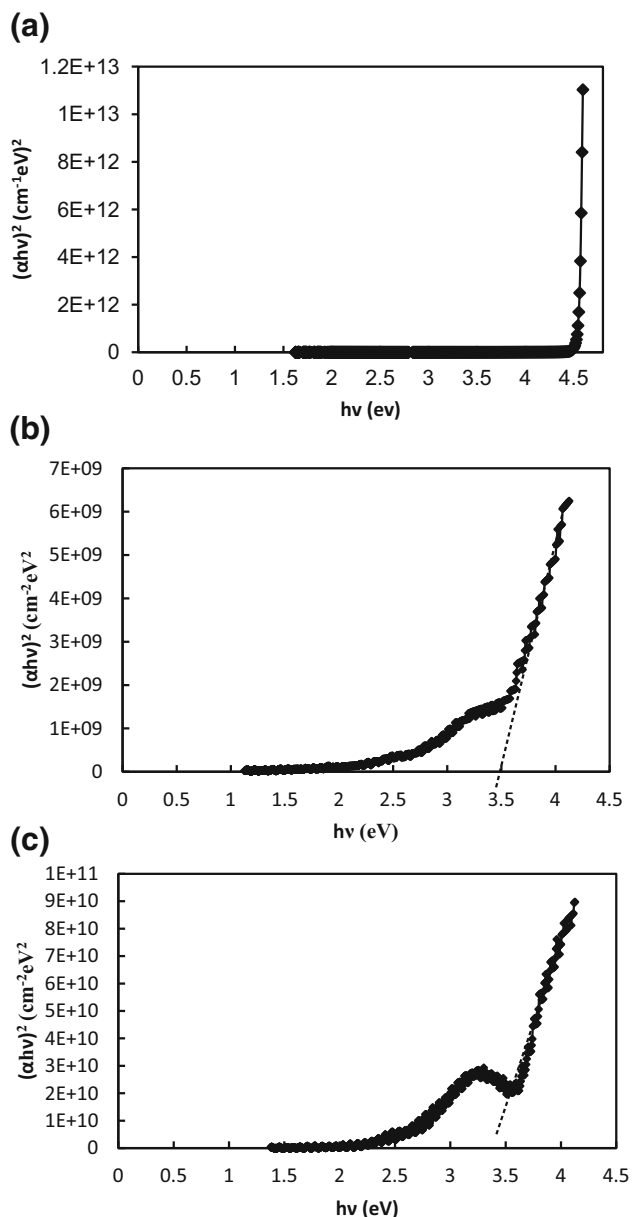 (a)
1.2E+13
1E+13
8E+12
6E+12
4E+12
2E+12
0
(αhν)² (cm⁻¹eV)²
0 0.5 1 1.5 2 2.5 3 3.5 4 4.5
hν (ev)
(b)
7E+09
6E+09
5E+09
4E+09
3E+09
2E+09
1E+09
0
(αhν)² (cm⁻²eV²
0 0.5 1 1.5 2 2.5 3 3.5 4 4.5
hν (eV)
(c)
1E+11
9E+10
8E+10
7E+10
6E+10
5E+10
4E+10
3E+10
2E+10
1E+10
0
(αhν)² (cm⁻²eV²
0 0.5 1 1.5 2 2.5 3 3.5 4 4.5
hν (eV)